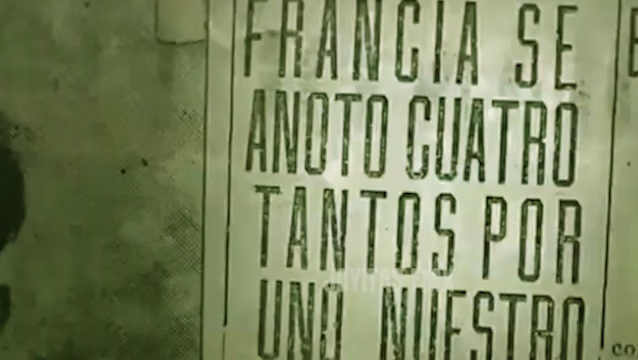 FRANCIA SE
ANOTO CUATRO
TANTOS POR
UNO NUESTRO